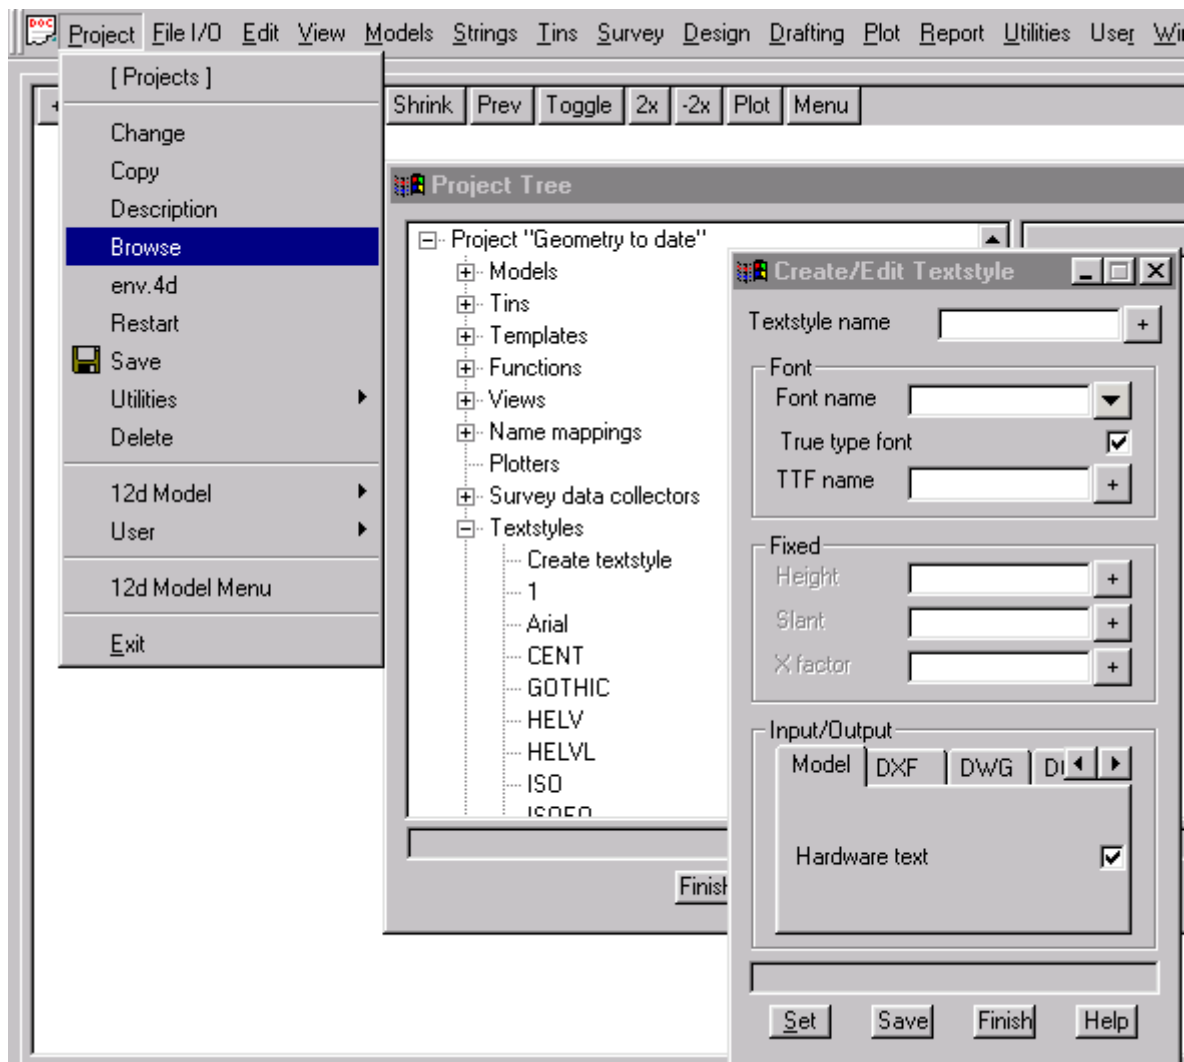 DOC
Project File I/O Edit View Models Strings Tins Survey Design Drafting Plot Report Utilities User
[ Projects ]
Change
Copy
Description
Browse
env.4d
Restart
Save
Utilities
Delete
12d Model
User
12d Model Menu
Exit
+
Shrink Prev Toggle 2x -2x Plot Menu
Project Tree
Project "Geometry to date"
Models
Tins
Templates
Functions
Views
Name mappings
Plotters
Survey data collectors
Textstyles
Create textstyle
1
Arial
CENT
GOTHIC
HELV
HELVL
ISO
Finish
Create/Edit Textstyle
Textstyle name +
Font
Font name
True type font
TTF name +
Fixed
Height +
Slant +
X factor +
Input/Output
Model DXF DWG
Hardware text
Set Save Finish Help